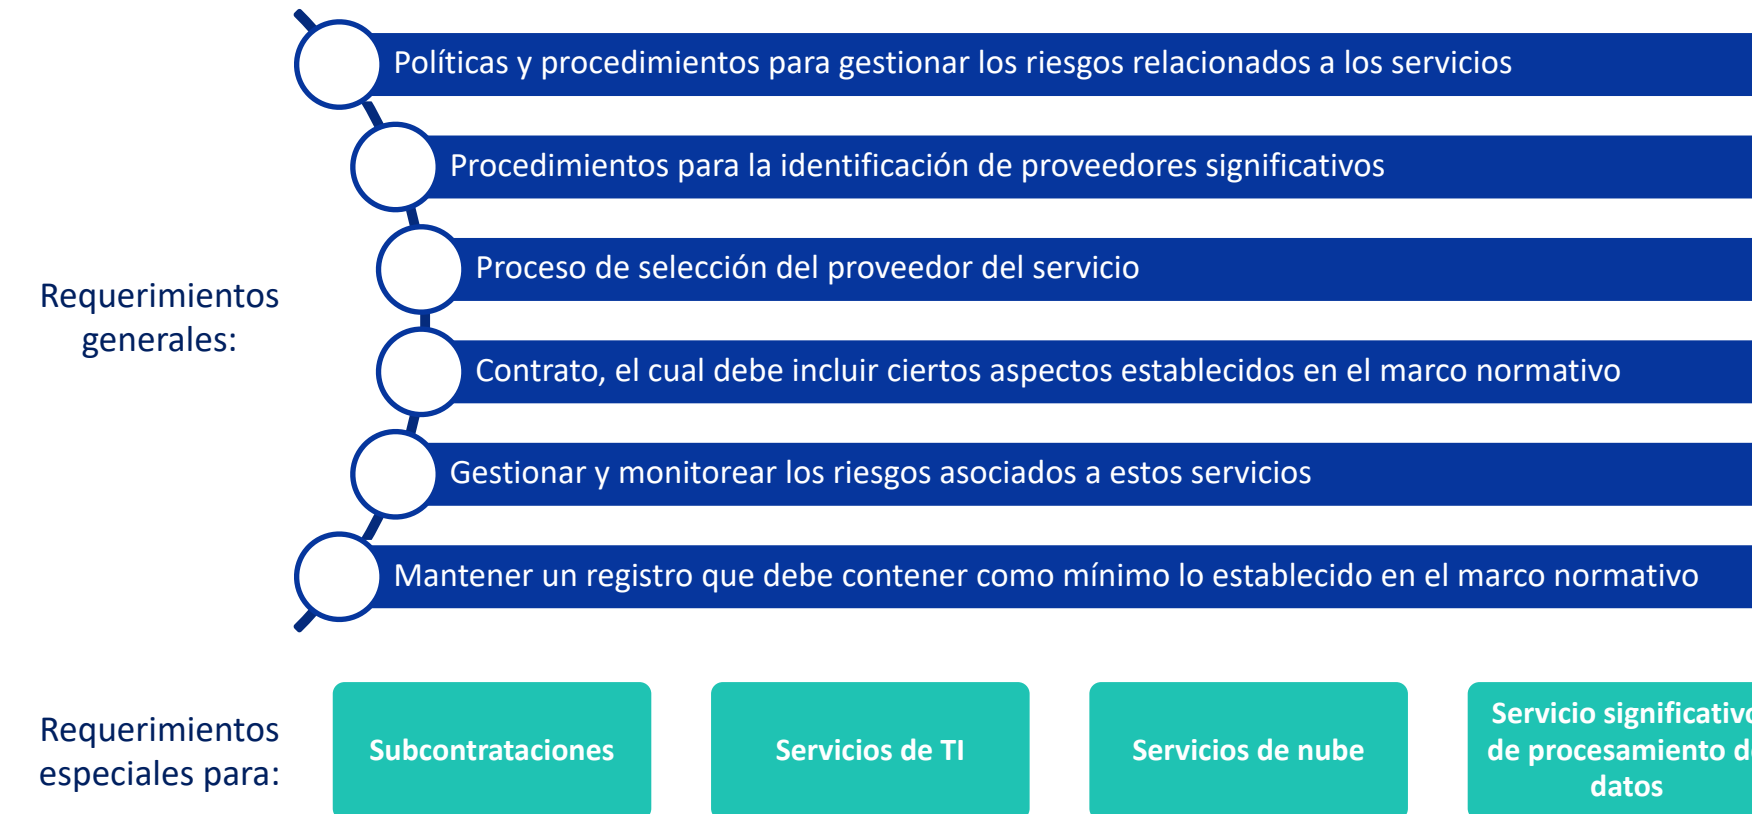 Políticas y procedimientos para gestionar los riesgos relacionados a los servicios
Procedimientos para la identificación de proveedores significativos
Proceso de selección del proveedor del servicio
Requerimientos
generales:
Contrato, el cual debe incluir ciertos aspectos establecidos en el marco normativo
Gestionar y monitorear los riesgos asociados a estos servicios
Mantener un registro que debe contener como mínimo lo establecido en el marco normativo
Requerimientos
especiales para:
Subcontrataciones
Servicios de TI
Servicios de nube
Servicio significativo
de procesamiento de
datos